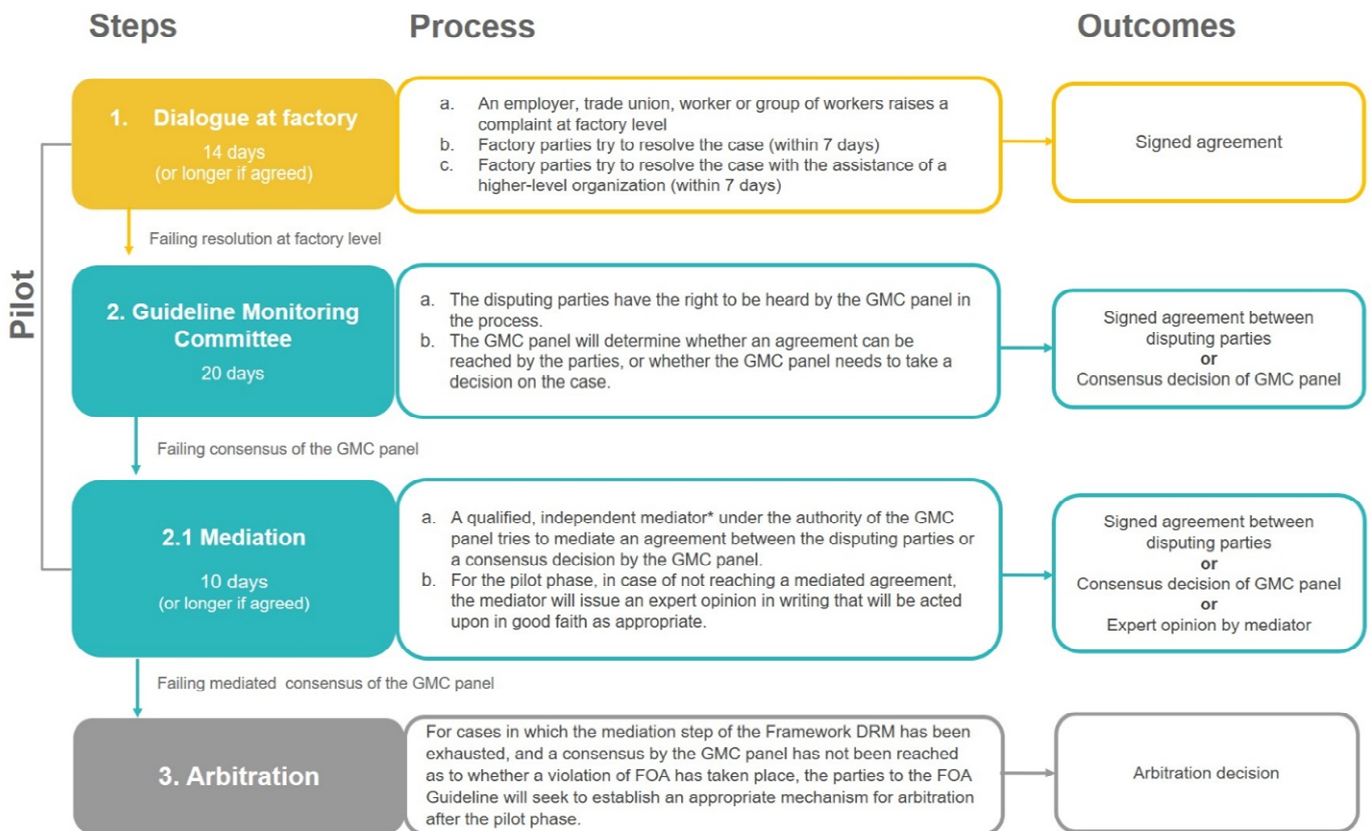 Steps
Process
Outcomes
Pilot
1. Dialogue at factory
14 days
(or longer if agreed)
a. An employer, trade union, worker or group of workers raises a
complaint at factory level
b. Factory parties try to resolve the case (within 7 days)
c. Factory parties try to resolve the case with the assistance of a
higher-level organization (within 7 days)
Signed agreement
Failing resolution at factory level
2. Guideline Monitoring
Committee
20 days
a. The disputing parties have the right to be heard by the GMC panel in
the process.
b. The GMC panel will determine whether an agreement can be
reached by the parties, or whether the GMC panel needs to take a
decision on the case.
Signed agreement between
disputing parties
or
Consensus decision of GMC panel
Failing consensus of the GMC panel
2.1 Mediation
10 days
(or longer if agreed)
a. A qualified, independent mediator* under the authority of the GMC
panel tries to mediate an agreement between the disputing parties or
a consensus decision by the GMC panel.
b. For the pilot phase, in case of not reaching a mediated agreement,
the mediator will issue an expert opinion in writing that will be acted
upon in good faith as appropriate.
Signed agreement between
disputing parties
or
Consensus decision of GMC panel
or
Expert opinion by mediator
Failing mediated consensus of the GMC panel
3. Arbitration
For cases in which the mediation step of the Framework DRM has been
exhausted, and a consensus by the GMC panel has not been reached
as to whether a violation of FOA has taken place, the parties to the FOA
Guideline will seek to establish an appropriate mechanism for arbitration
after the pilot phase.
Arbitration decision